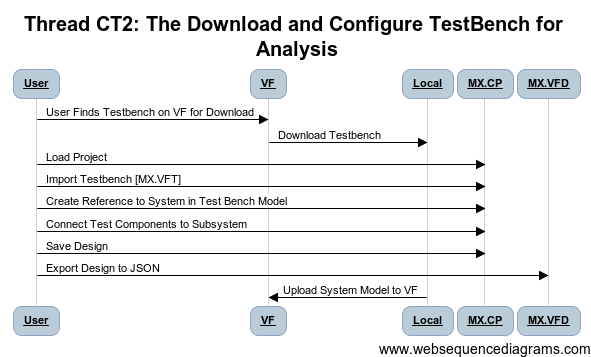 Thread CT2: The Download and Configure TestBench for
Analysis
User VF Local MX.CP MX.VFD
User Finds Testbench on VF for Download
Download Testbench
Load Project
Import Testbench [MX.VFT]
Create Reference to System in Test Bench Model
Connect Test Components to Subsystem
Save Design
Export Design to JSON
Upload System Model to VF
User VF Local MX.CP MX.VFD
www.websequencediagrams.com